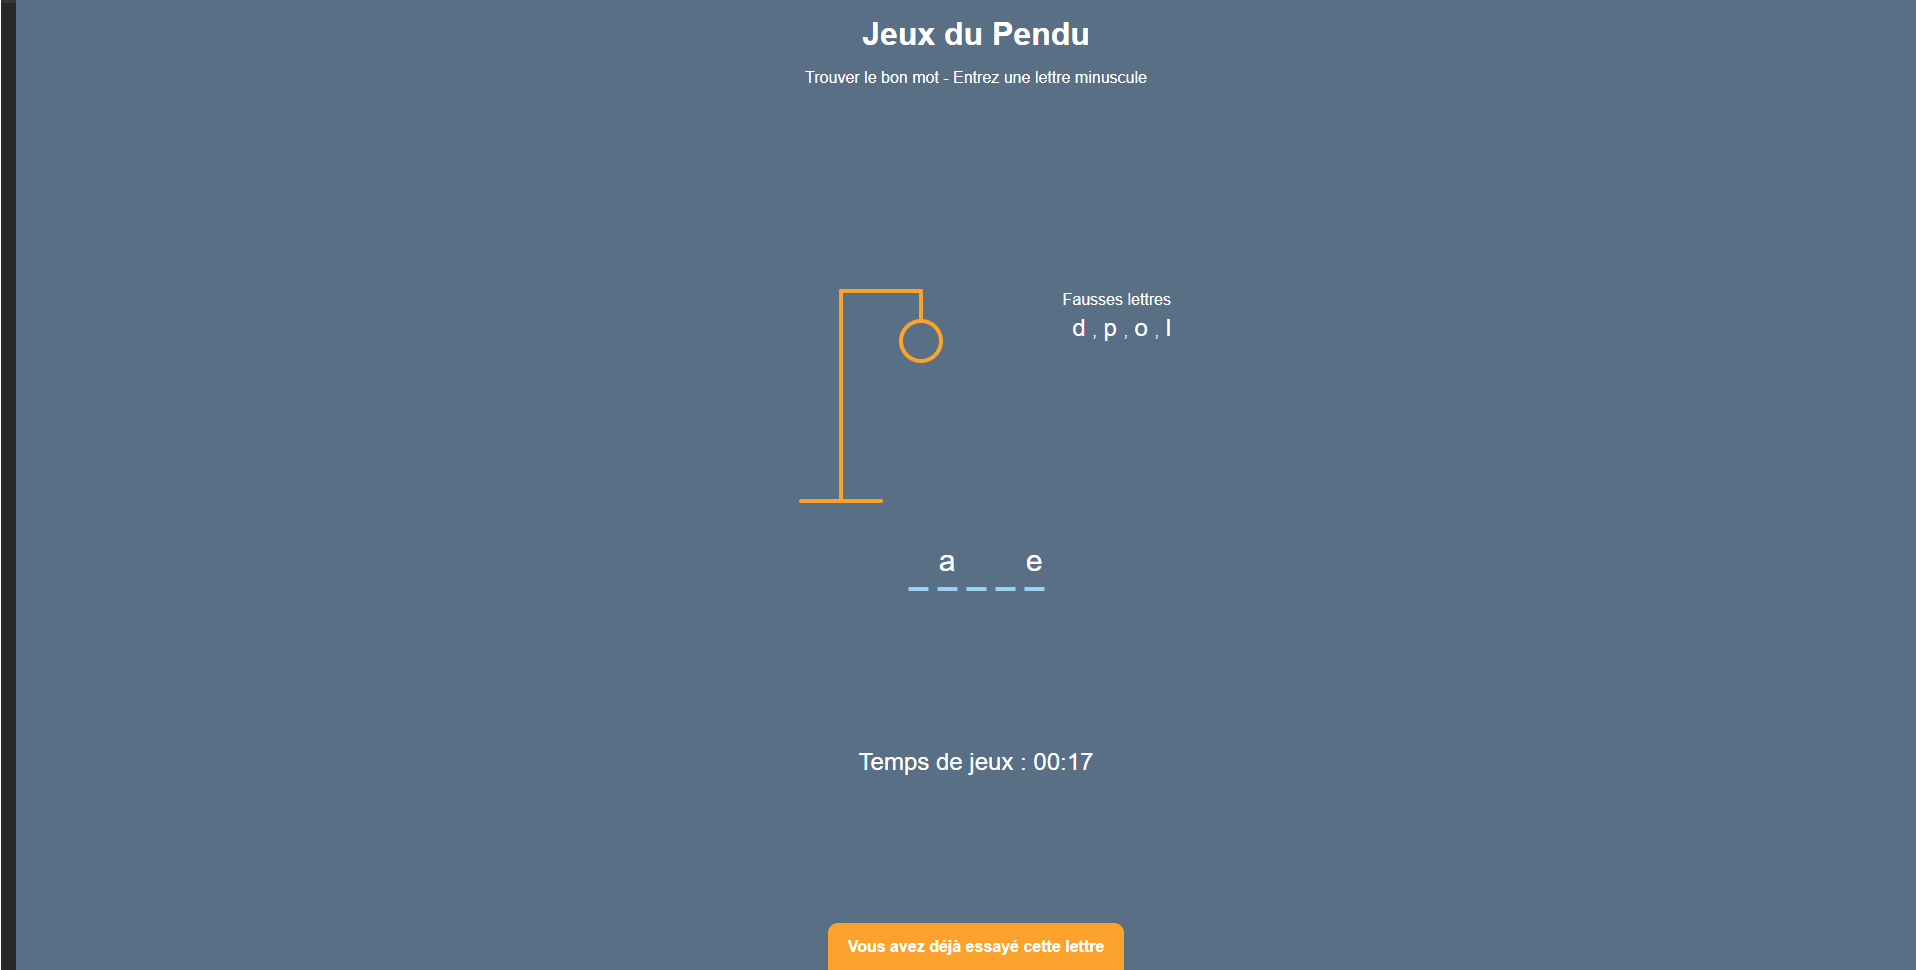 Jeux du Pendu
Trouver le bon mot - Entrez une lettre minuscule
Fausses lettres
d , p , o , l
a e
Temps de jeux : 00:17
Vous avez déjà essayé cette lettre